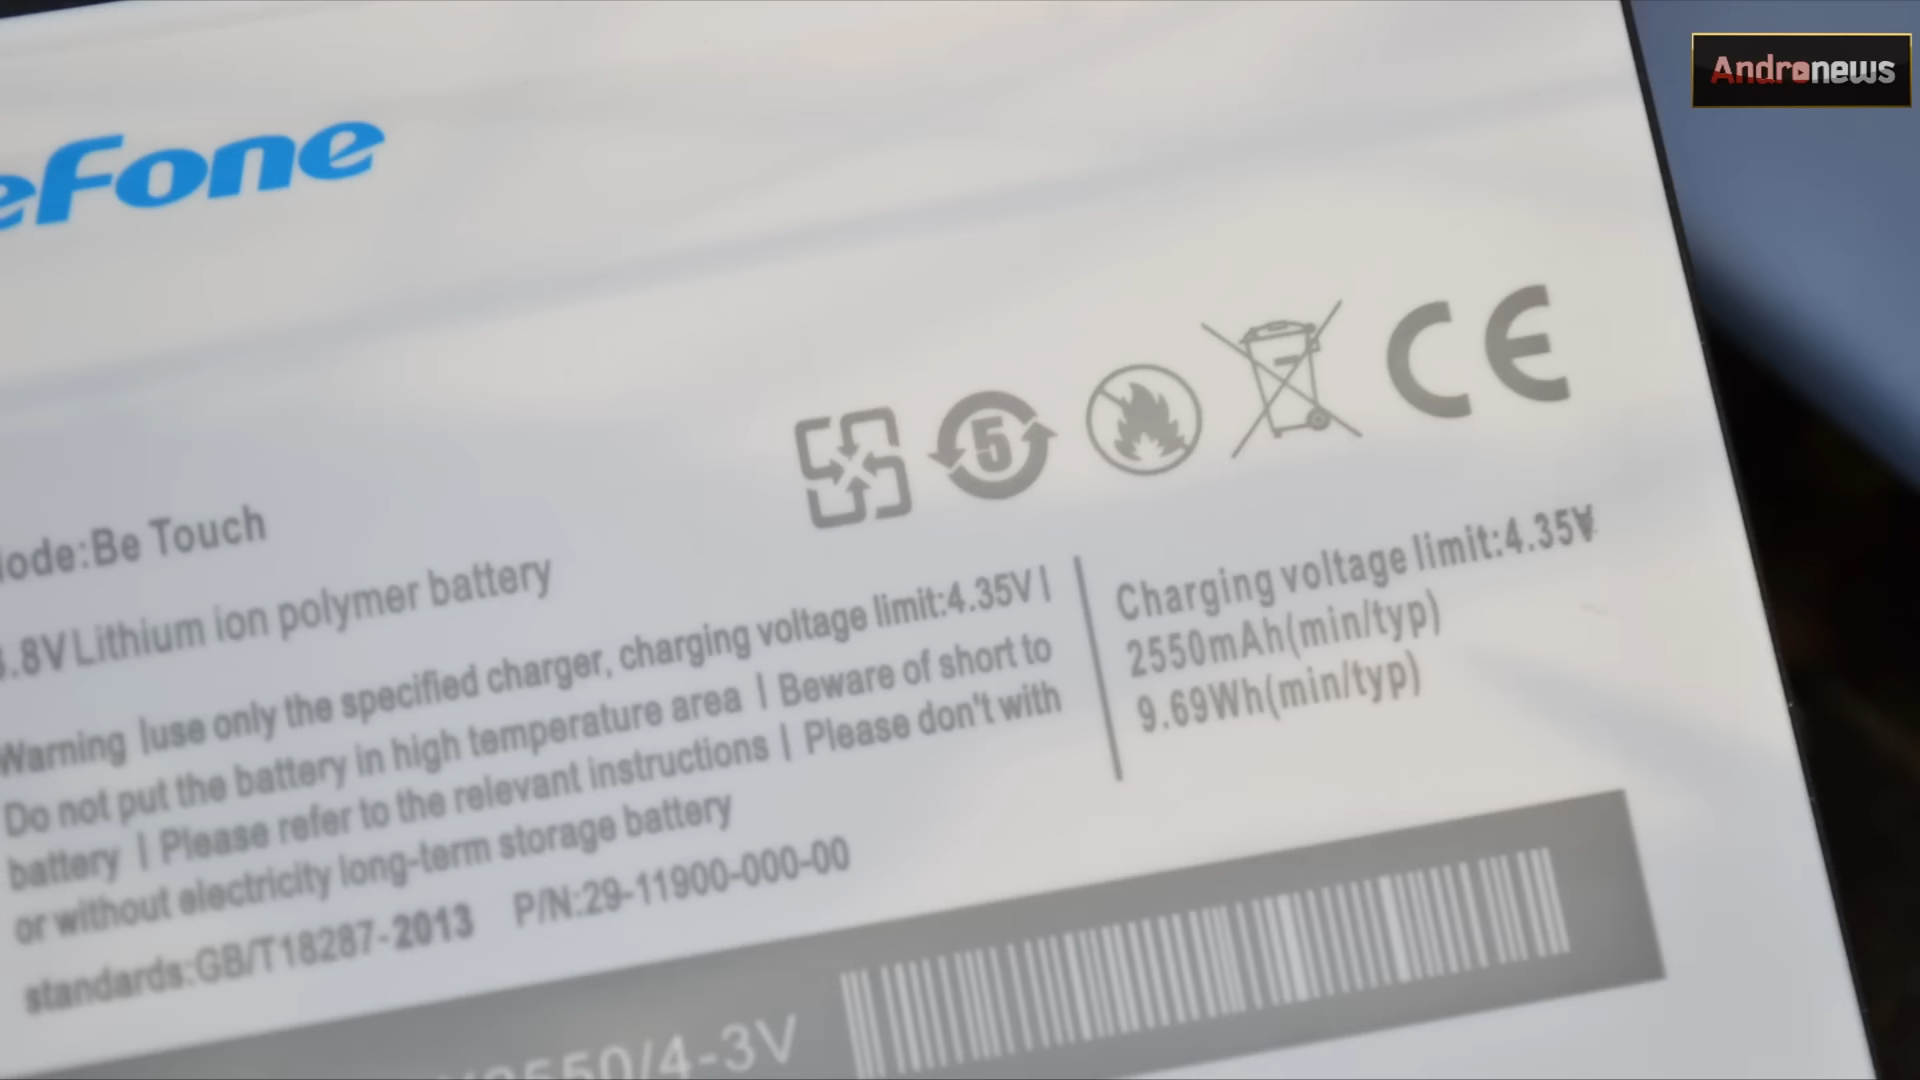 Andronews
eFone
5
CE
ode:Be Touch
.8V Lithium ion polymer battery
Warning |use only the specified charger, charging voltage limit:4.35V |
Do not put the battery in high temperature area | Beware of short to
battery | Please refer to the relevant instructions | Please don't with
or without electricity long-term storage battery
standards:GB/T18287-2013 P/N:29-11900-000-00
Charging voltage limit:4.35V
2550mAh(min/typ)
9.69Wh(min/typ)
2550/4-3V